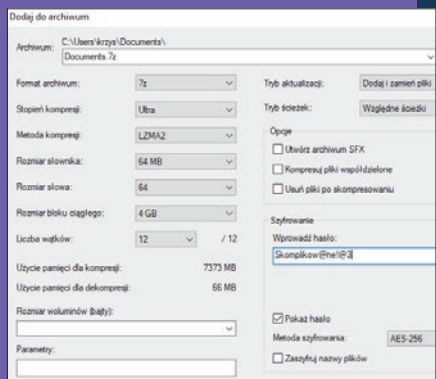 Dodaj do archiwum
Archiwum: C:\Users\krzys\Documents\
Documents.7z
Format archiwum: 7z
Stopień kompresji: Ultra
Metoda kompresji: LZMA2
Rozmiar słownika: 64 MB
Rozmiar słowa: 64
Rozmiar bloku ciągłego: 4 GB
Liczba wątków: 12 / 12
Użycie pamięci dla kompresji: 7373 MB
Użycie pamięci dla dekompresji: 66 MB
Rozmiar woluminów (bajty):
Parametry:
Tryb aktualizacji: Dodaj i zamień pliki
Tryb ścieżek: Względne ścieżki
Opcje
Utwórz archiwum SFX
Kompresuj pliki współdzielone
Usuń pliki po skompresowaniu
Szyfrowanie
Wprowadź hasło:
Skomplikow@ne!@3
Pokaż hasło
Metoda szyfrowania: AES-256
Zaszyfruj nazwy plików